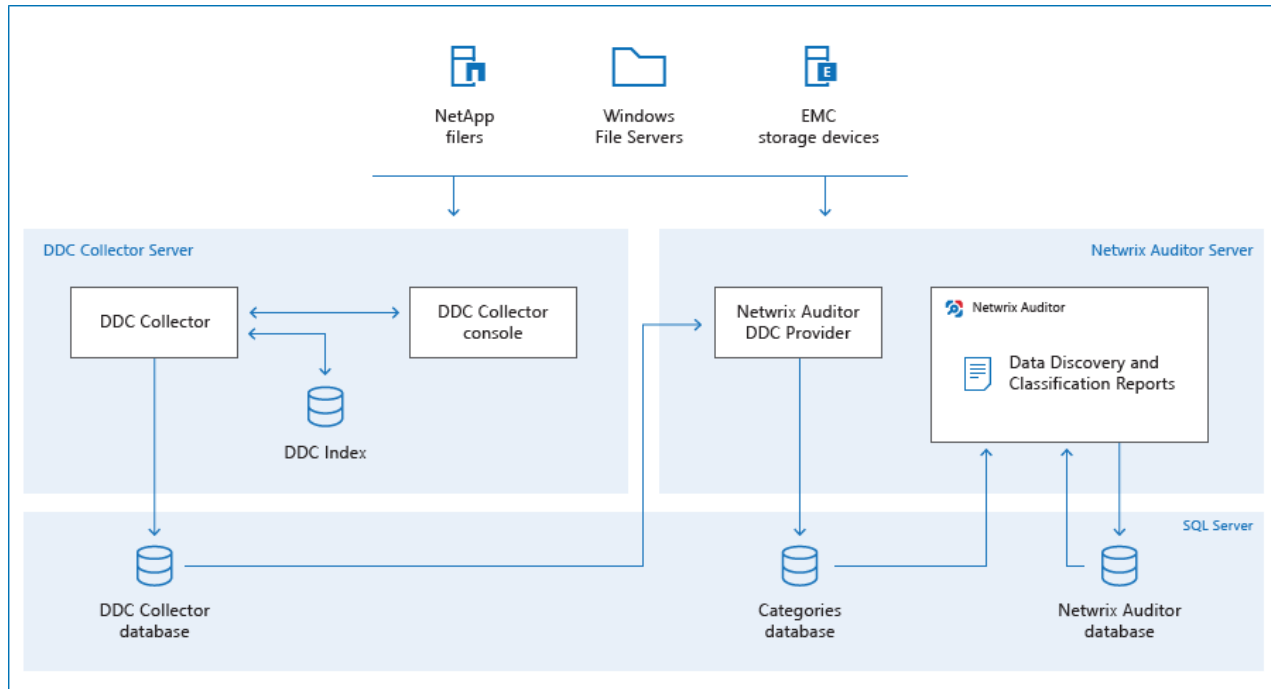 NetApp
filers
Windows
File Servers
EMC
storage devices
DDC Collector Server
Netwrix Auditor Server
DDC Collector
DDC Collector
console
DDC Index
Netwrix Auditor
DDC Provider
Netwrix Auditor
Data Discovery and
Classification Reports
SQL Server
DDC Collector
database
Categories
database
Netwrix Auditor
database